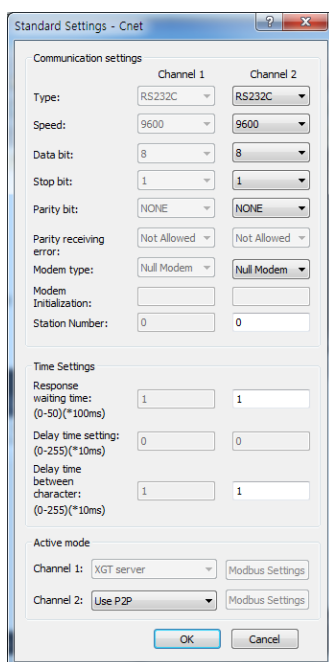 Standard Settings - Cnet
Communication settings
Channel 1 Channel 2
Type: RS232C RS232C
Speed: 9600 9600
Data bit: 8 8
Stop bit: 1 1
Parity bit: NONE NONE
Parity receiving
error: Not Allowed Not Allowed
Modem type: Null Modem Null Modem
Modem
Initialization:
Station Number: 0 0
Time Settings
Response
waiting time: 1 1
(0-50)(*100ms)
Delay time setting: 0 0
(0-255)(*10ms)
Delay time
between
character: 1 1
(0-255)(*10ms)
Active mode
Channel 1: XGT server Modbus Settings
Channel 2: Use P2P Modbus Settings
OK Cancel